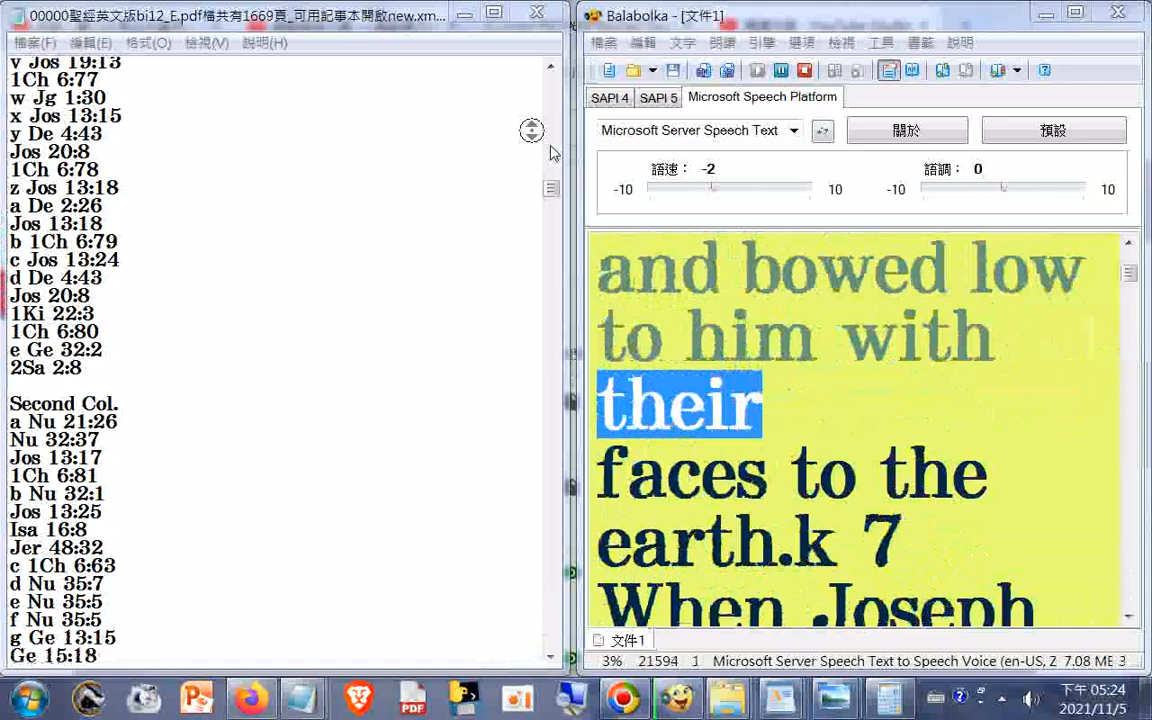 00000聖經英文版bi12_E.pdf檔共有1669頁_可用記事本開啟new.xm...
檔案(F) 編輯(E) 格式(O) 檢視(V) 說明(H)
v Jos 19:13
1Ch 6:77
w Jg 1:30
x Jos 13:15
y De 4:43
Jos 20:8
1Ch 6:78
z Jos 13:18
a De 2:26
Jos 13:18
b 1Ch 6:79
c Jos 13:24
d De 4:43
Jos 20:8
1Ki 22:3
1Ch 6:80
e Ge 32:2
2Sa 2:8
Second Col.
a Nu 21:26
Nu 32:37
Jos 13:17
1Ch 6:81
b Nu 32:1
Jos 13:25
Isa 16:8
Jer 48:32
c 1Ch 6:63
d Nu 35:7
e Nu 35:5
f Nu 35:5
g Ge 13:15
Ge 15:18
Balabolka - [文件1]
檔案 編輯 文字 朗讀 引擎 選項 檢視 工具 書籤 說明
SAPI 4 SAPI 5 Microsoft Speech Platform
Microsoft Server Speech Text 關於 預設
語速： -2 語調： 0
-10 10 -10 10
and bowed low
to him with
their
faces to the
earth.k 7
When Joseph
文件1
3% 21594 1 Microsoft Server Speech Text to Speech Voice (en-US, 2 7.08 ME 3
下午 05:24
2021/11/5